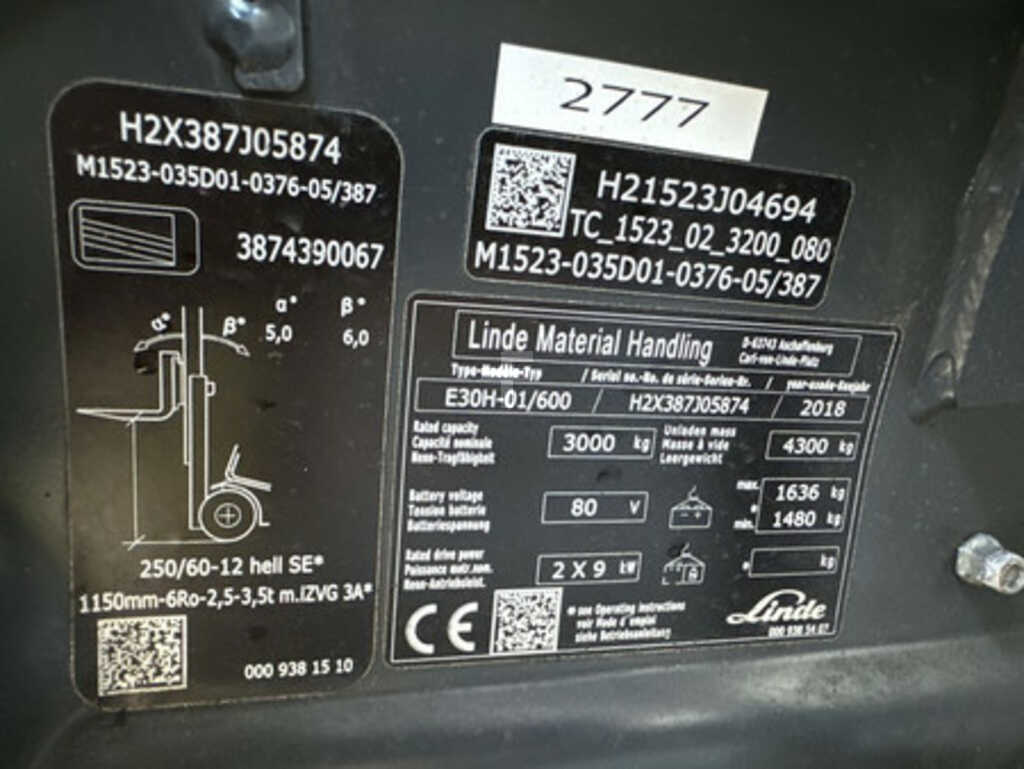 2777
H2X387J05874
M1523-035D01-0376-05/387
3874390067
α° β°
5,0 6,0
α° β°
250/60-12 hell SE*
1150mm-6Ro-2,5-3,5t m.IZVG 3A*
000 938 15 10
H21523J04694
TC_1523_02_3200_080
M1523-035D01-0376-05/387
Linde Material Handling
D-63743 Aschaffenburg
Carl-von-Linde-Platz
Type-Modèle-Typ / Serial no.-No. de série-Serien-Nr. / year-année-Baujahr
E30H-01/600 / H2X387J05874 / 2018
Rated capacity
Capacité nominale
Nenn-Tragfähigkeit
3000 kg
Unladen mass
Masse à vide
Leergewicht
4300 kg
Battery voltage
Tension batterie
Batteriespannung
80 V
max. 1636 kg
min. 1480 kg
Rated drive power
Puissance motr. nom.
Nenn-Antriebsleist.
2 X 9 kW
* kg
CE
* see Operating instructions
voir Mode d'emploi
siehe Betriebsanleitung
Linde
000 938 54 07